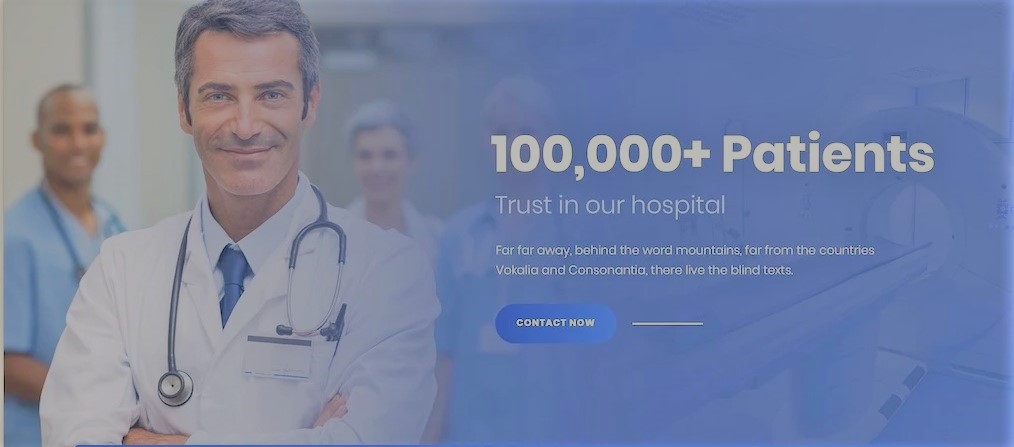 100,000+ Patients
Trust in our hospital
Far far away, behind the word mountains, far from the countries
Vokalia and Consonantia, there live the blind texts.
CONTACT NOW